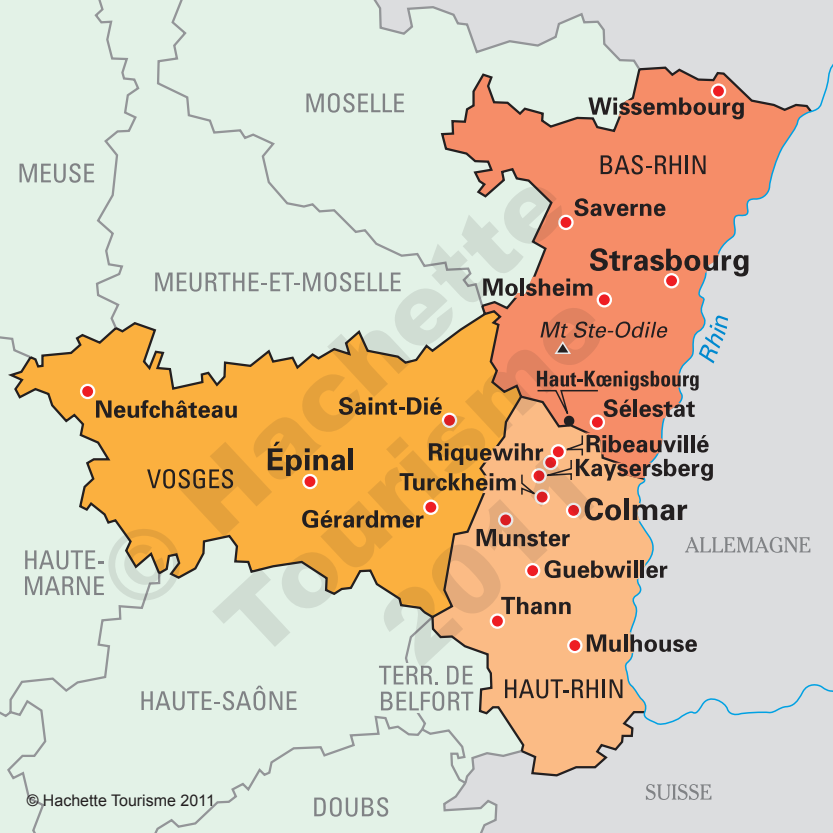 MOSELLE
Wissembourg
MEUSE
BAS-RHIN
Saverne
Strasbourg
MEURTHE-ET-MOSELLE
Molsheim
Mt Ste-Odile
Rhin
Haut-Kœnigsbourg
Neufchâteau
Saint-Dié
Sélestat
Riquewihr
Ribeauvillé
Épinal
Kaysersberg
VOSGES
Turckheim
Gérardmer
Colmar
Munster
ALLEMAGNE
HAUTE-
MARNE
Guebwiller
Thann
Mulhouse
TERR. DE
BELFORT
HAUT-RHIN
HAUTE-SAÔNE
SUISSE
DOUBS
© Hachette Tourisme 2011
© Hachette
Tourisme
2011